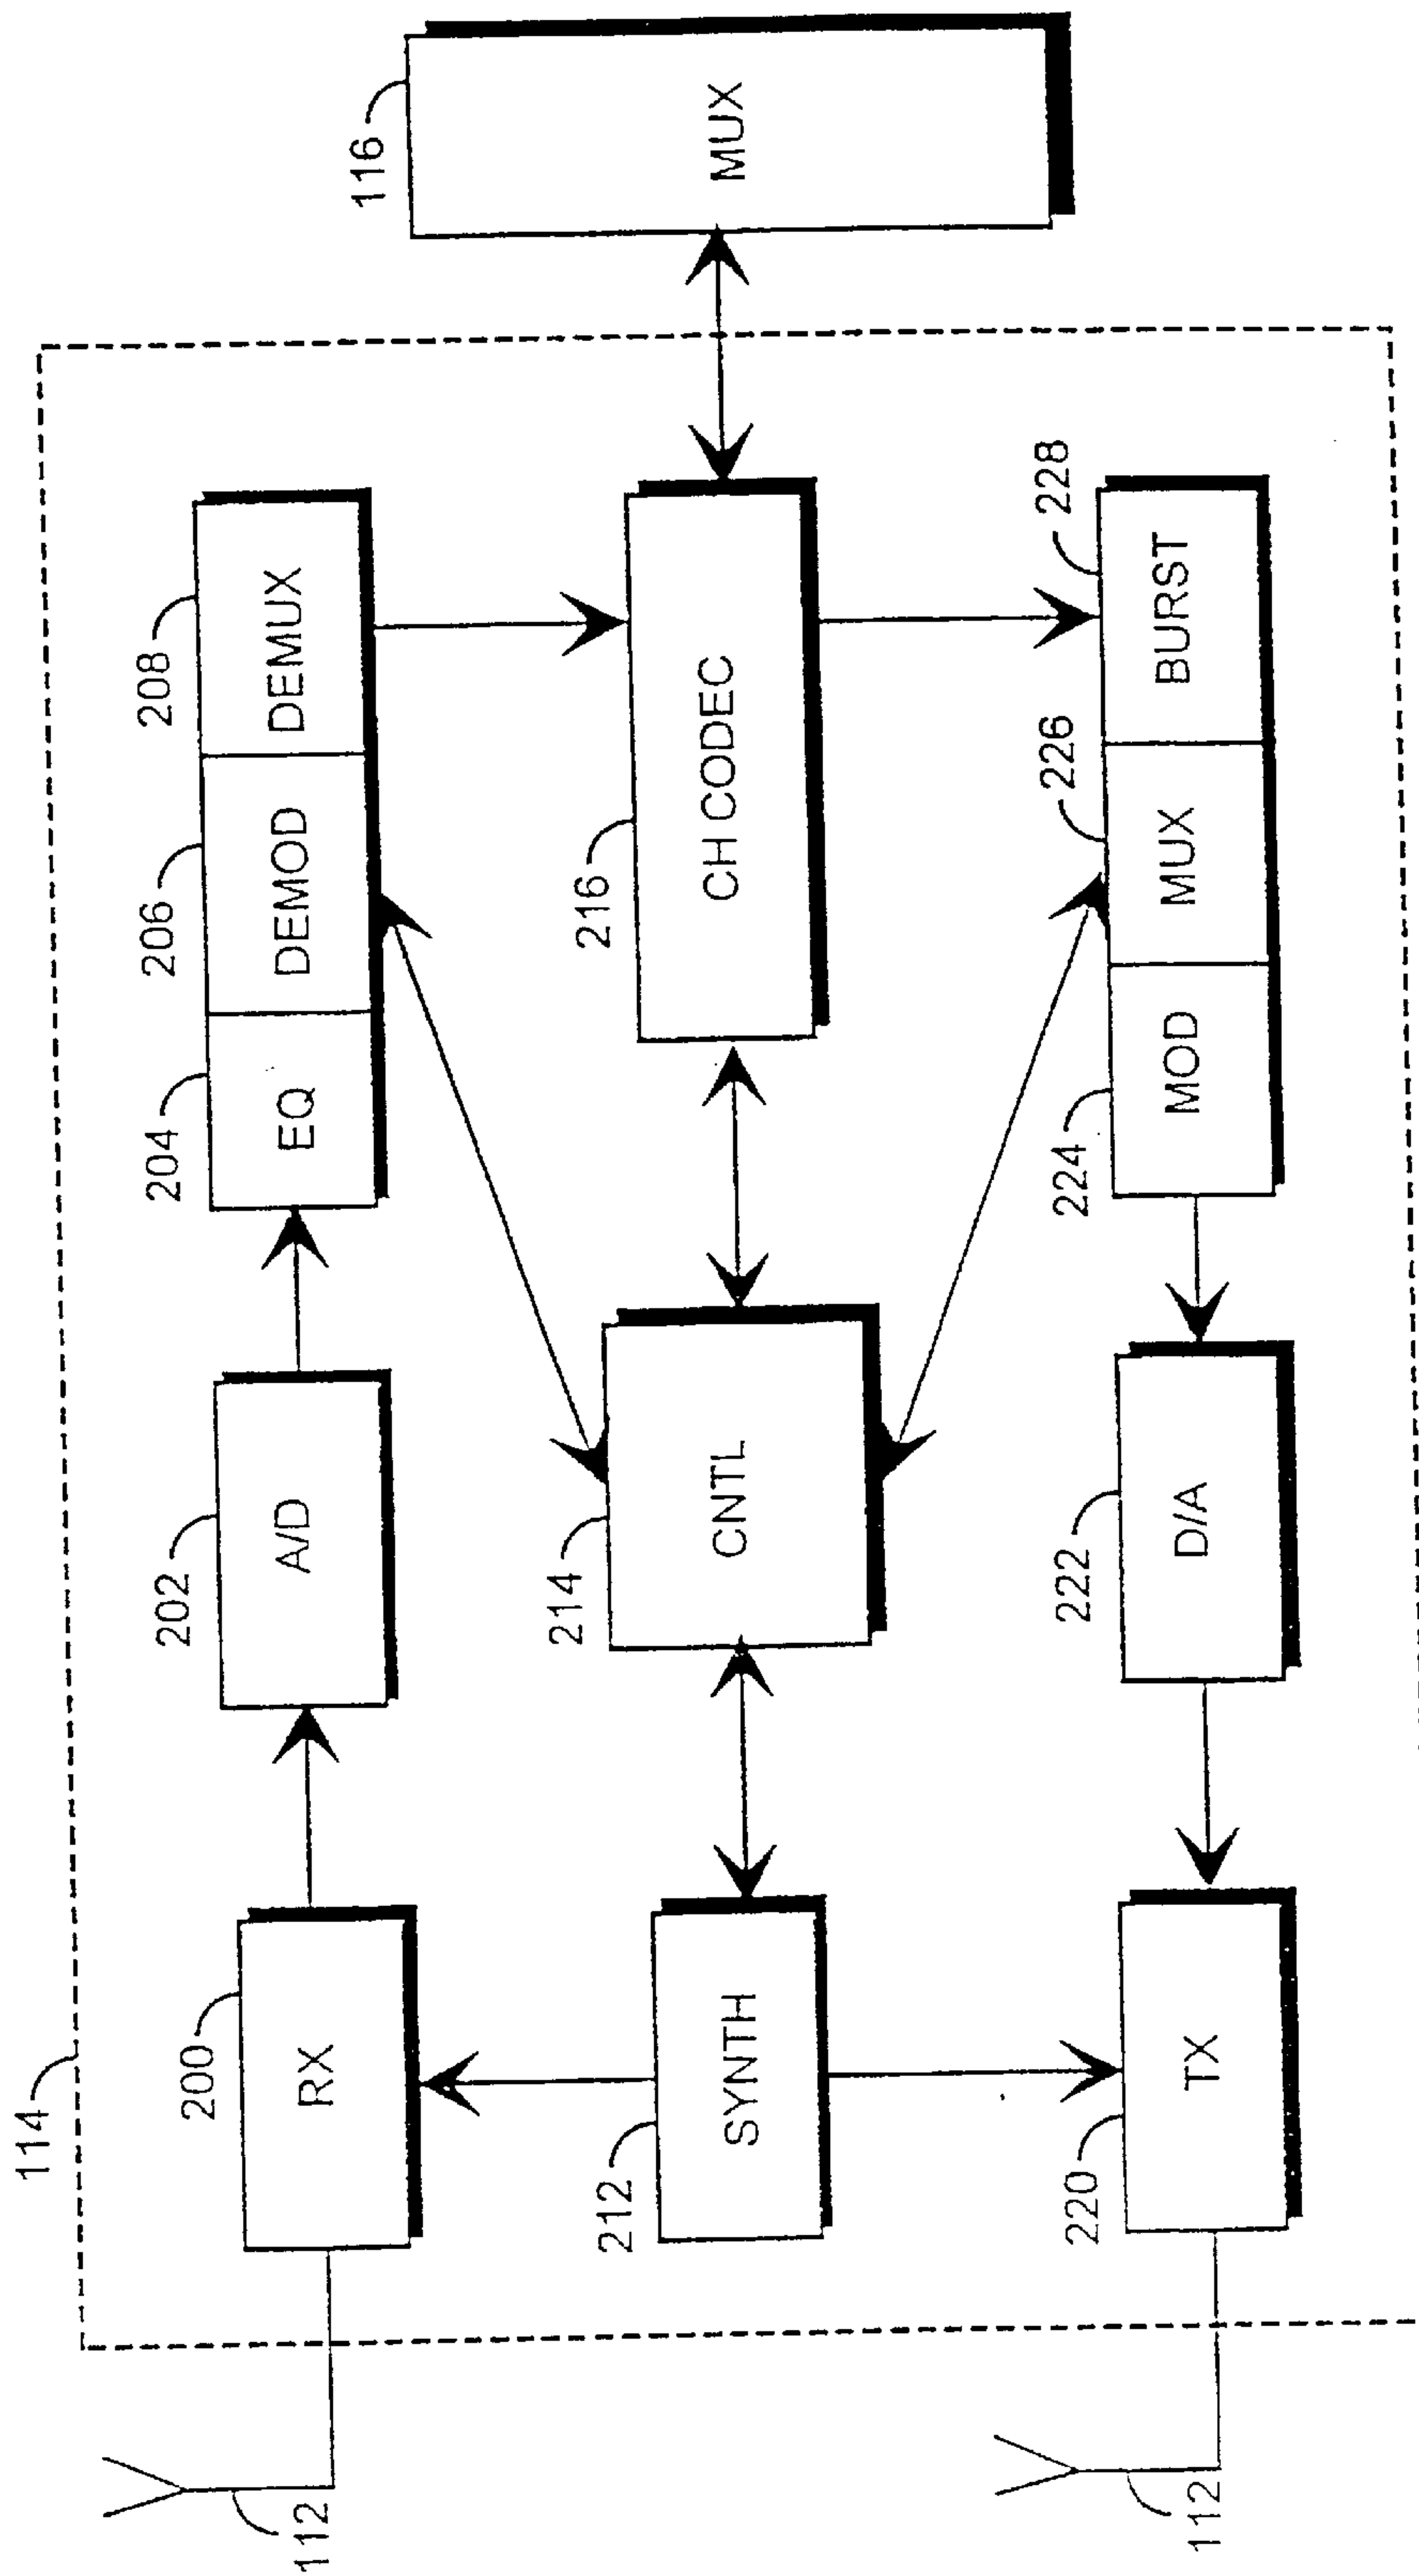 114
112
200
RX
202
A/D
204
EQ
206
DEMOD
208
DEMUX
212
SYNTH
214
CNTL
216
CH CODEC
116
MUX
112
220
TX
222
D/A
224
MOD
226
MUX
228
BURST